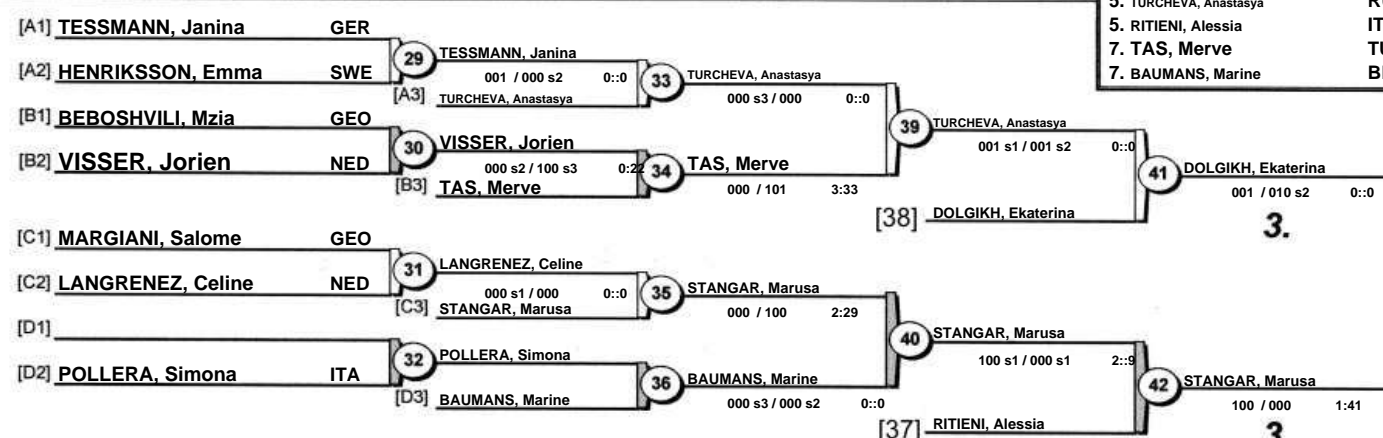 5. TURCHEVA, Anastasya
5. RITIENI, Alessia
7. TAS, Merve
7. BAUMANS, Marine
[A1] TESSMANN, Janina GER
[A2] HENRIKSSON, Emma SWE
29
TESSMANN, Janina
001 / 000 s2 0::0
[A3] TURCHEVA, Anastasya
33
TURCHEVA, Anastasya
000 s3 / 000 0::0
[B1] BEBOSHVILI, Mzia GEO
[B2] VISSER, Jorien NED
30
VISSER, Jorien
000 s2 / 100 s3 0:22
[B3] TAS, Merve
34
TAS, Merve
000 / 101 3:33
39
TURCHEVA, Anastasya
001 s1 / 001 s2 0::0
[38] DOLGIKH, Ekaterina
41
DOLGIKH, Ekaterina
001 / 010 s2 0::0
3.
[C1] MARGIANI, Salome GEO
[C2] LANGRENEZ, Celine NED
31
LANGRENEZ, Celine
000 s1 / 000 0::0
[C3] STANGAR, Marusa
35
STANGAR, Marusa
000 / 100 2:29
[D1]
[D2] POLLERA, Simona ITA
32
POLLERA, Simona
[D3] BAUMANS, Marine
36
BAUMANS, Marine
000 s3 / 000 s2 0::0
40
STANGAR, Marusa
100 s1 / 000 s1 2::9
[37] RITIENI, Alessia
42
STANGAR, Marusa
100 / 000 1:41
3